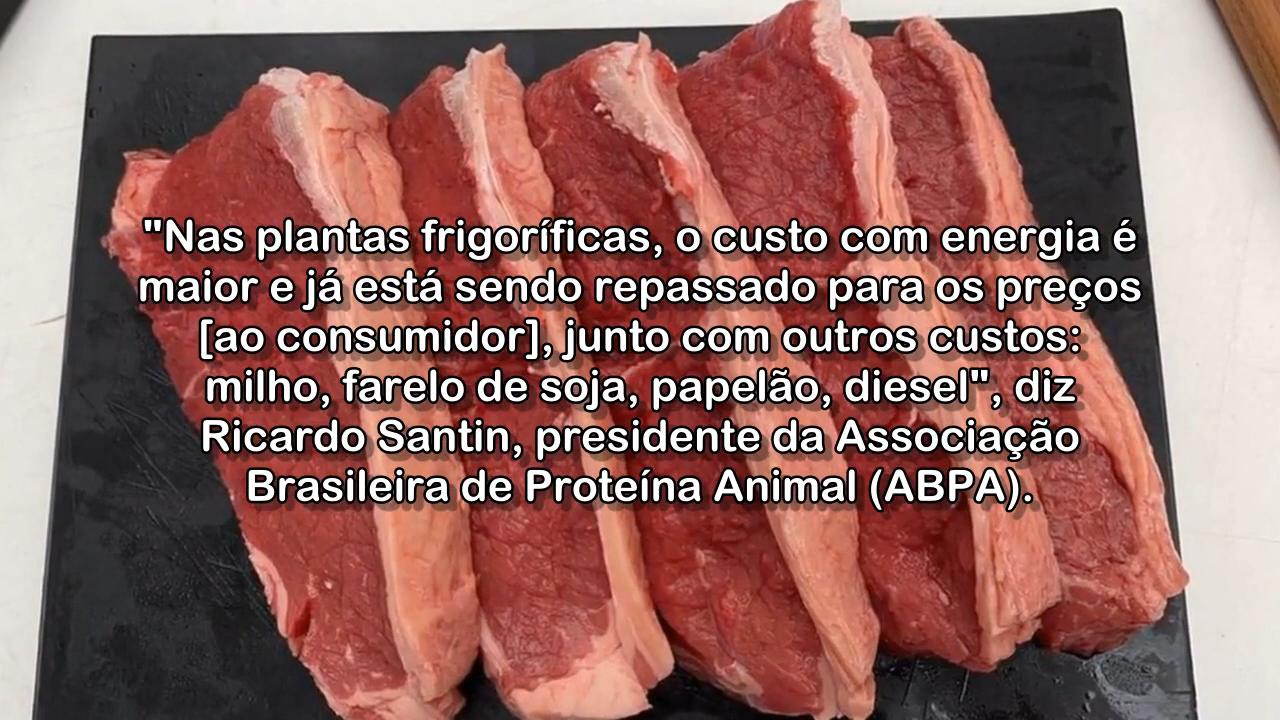 "Nas plantas frigoríficas, o custo com energia é
maior e já está sendo repassado para os preços
[ao consumidor], junto com outros custos:
milho, farelo de soja, papelão, diesel", diz
Ricardo Santin, presidente da Associação
Brasileira de Proteína Animal (ABPA).